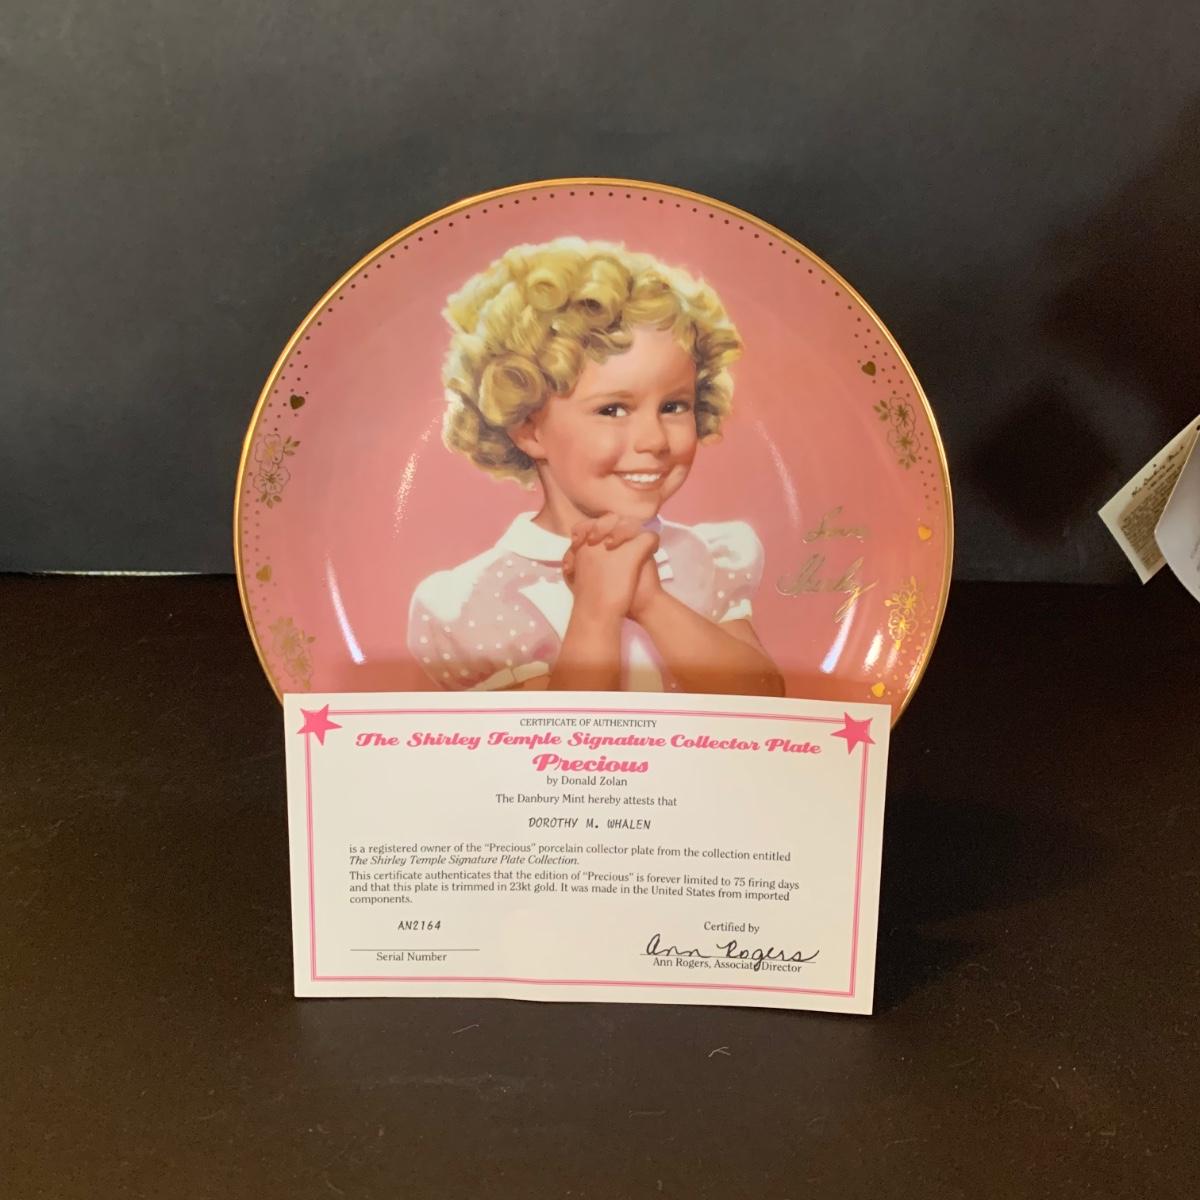 Love,
Shirley
CERTIFICATE OF AUTHENTICITY
The Shirley Temple Signature Collector Plate
Precious
by Donald Zolan
The Danbury Mint hereby attests that
DOROTHY M. WHALEN
is a registered owner of the "Precious" porcelain collector plate from the collection entitled
The Shirley Temple Signature Plate Collection.
This certificate authenticates that the edition of "Precious" is forever limited to 75 firing days
and that this plate is trimmed in 23kt gold. It was made in the United States from imported
components.
AN2164
Serial Number
Certified by
Ann Rogers
Ann Rogers, Associate Director